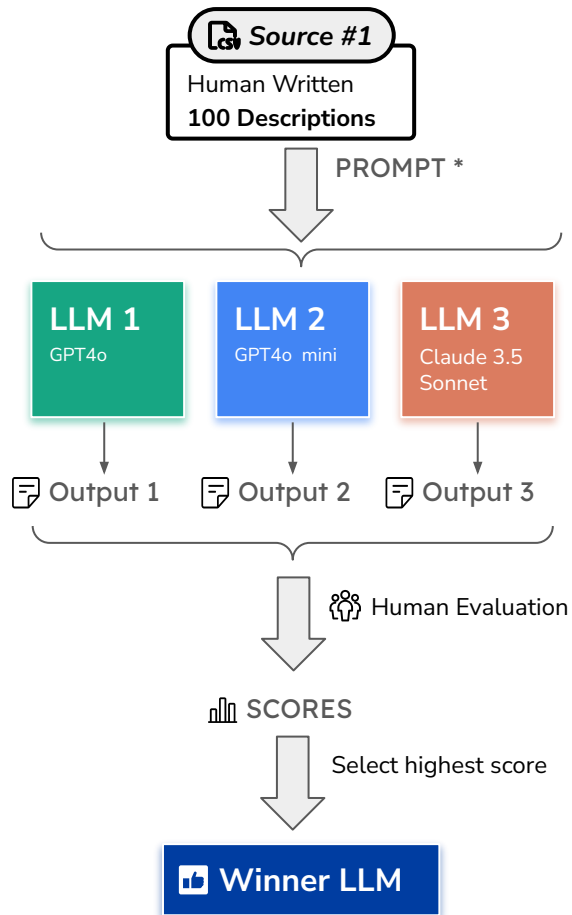 CSV Source #1
Human Written
100 Descriptions
PROMPT *
LLM 1
GPT4o
LLM 2
GPT4o mini
LLM 3
Claude 3.5
Sonnet
Output 1
Output 2
Output 3
Human Evaluation
SCORES
Select highest score
Winner LLM